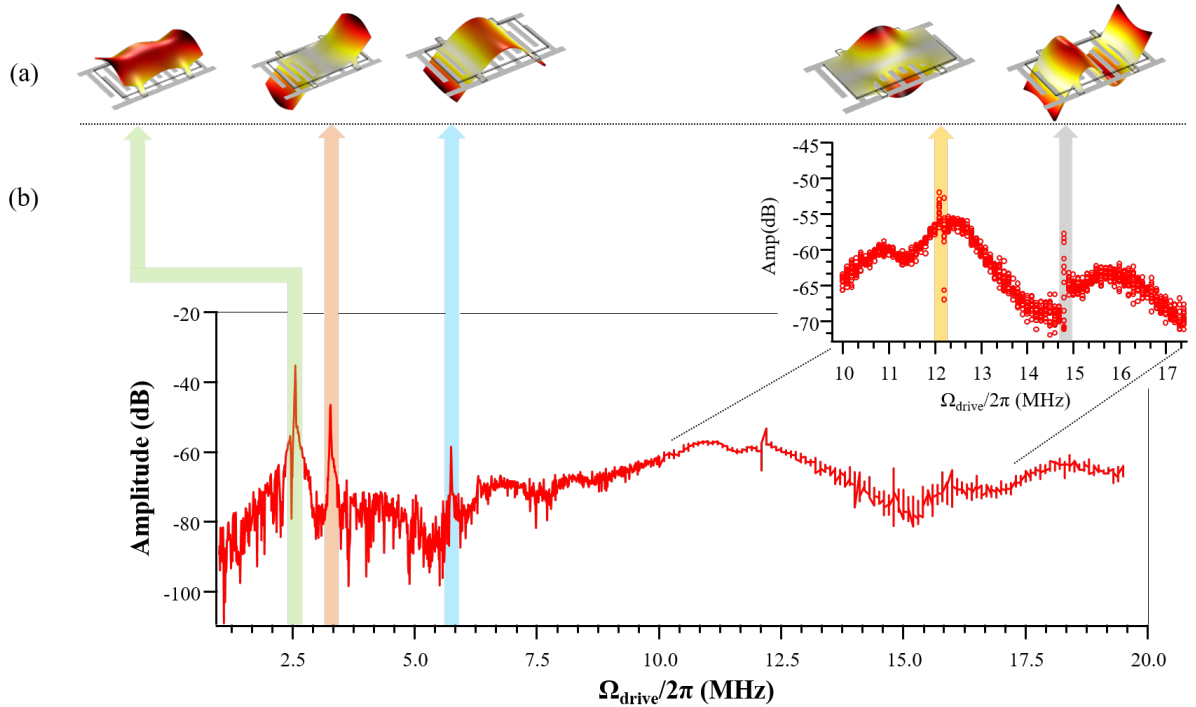 (a)
(b)
-45
-50
-55
-60
-65
-70
Amp(dB)
10 11 12 13 14 15 16 17
Ω_drive/2π (MHz)
-20
-40
-60
-80
-100
Amplitude (dB)
2.5 5.0 7.5 10.0 12.5 15.0 17.5 20.0
Ω_drive/2π (MHz)